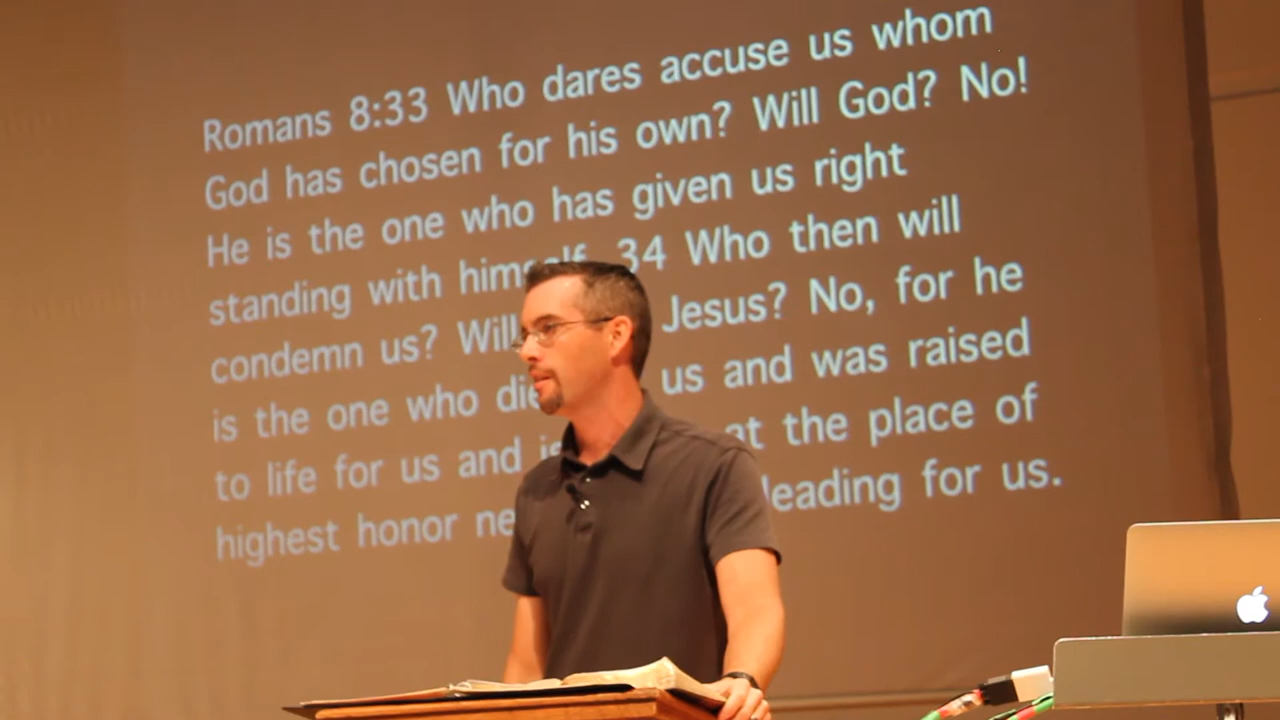 Romans 8:33 Who dares accuse us whom
God has chosen for his own? Will God? No!
He is the one who has given us right
standing with himself. 34 Who then will
condemn us? Will Jesus? No, for he
is the one who us and was raised
to life for us and at the place of
highest honor for us.